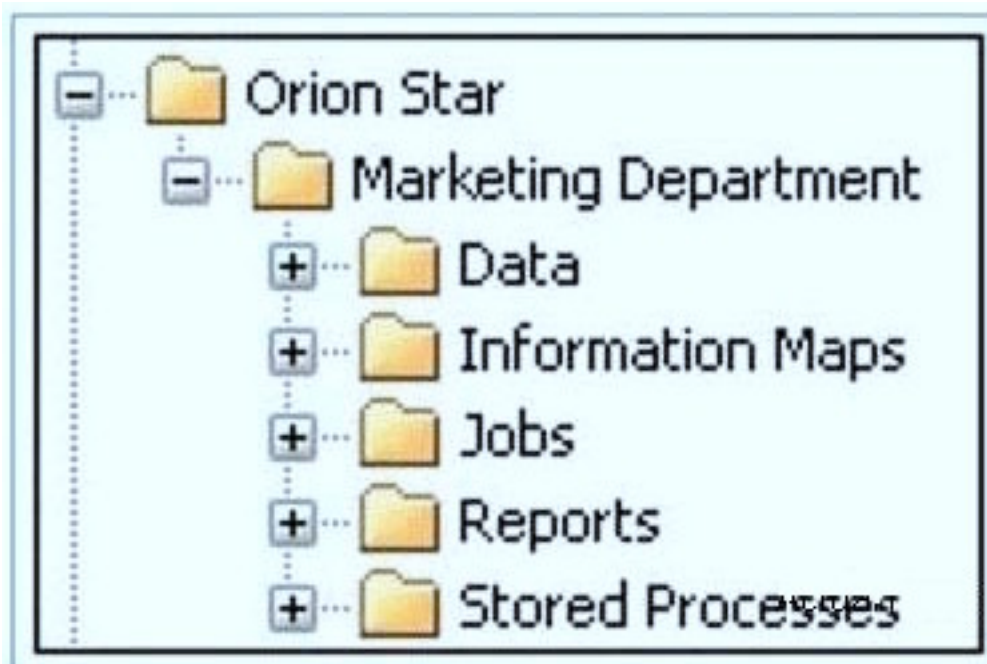 Orion Star
Marketing Department
Data
Information Maps
Jobs
Reports
Stored Processes